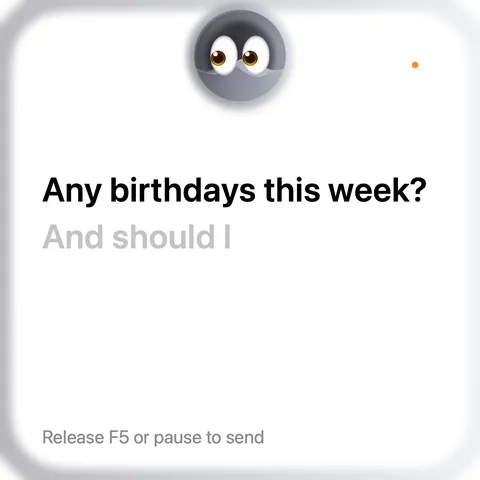 Any birthdays this week?
And should I
Release F5 or pause to send